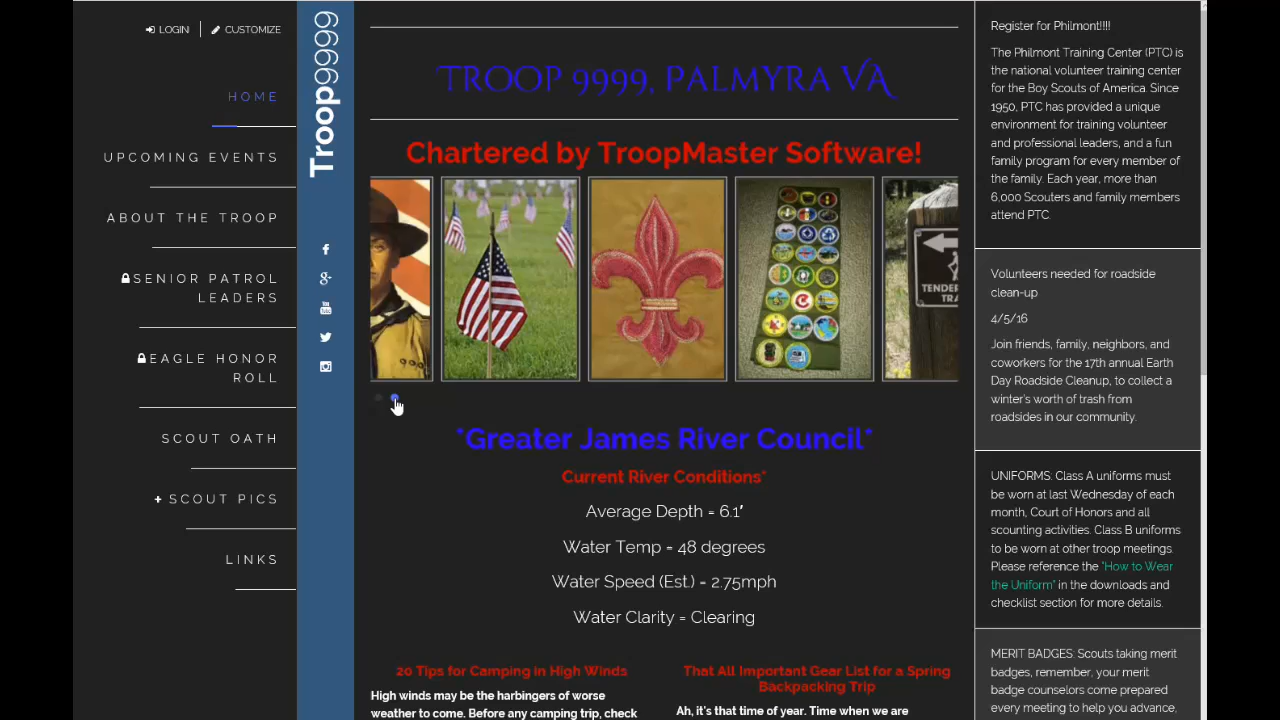 LOGIN
CUSTOMIZE
HOME
UPCOMING EVENTS
ABOUT THE TROOP
SENIOR PATROL
LEADERS
EAGLE HONOR
ROLL
SCOUT OATH
+ SCOUT PICS
LINKS
Troop9999
TROOP 9999, PALMYRA VA
Chartered by TroopMaster Software!
TENDER
TRA
*Greater James River Council*
Current River Conditions*
Average Depth = 6.1'
Water Temp = 48 degrees
Water Speed (Est.) = 2.75mph
Water Clarity = Clearing
20 Tips for Camping in High Winds
High winds may be the harbingers of worse
weather to come. Before any camping trip, check
That All Important Gear List for a Spring
Backpacking Trip
Ah, it's that time of year. Time when we are
Register for Philmont!!!!
The Philmont Training Center (PTC) is
the national volunteer training center
for the Boy Scouts of America. Since
1950, PTC has provided a unique
environment for training volunteer
and professional leaders, and a fun
family program for every member of
the family. Each year, more than
6,000 Scouters and family members
attend PTC.
Volunteers needed for roadside
clean-up
4/5/16
Join friends, family, neighbors, and
coworkers for the 17th annual Earth
Day Roadside Cleanup, to collect a
winter's worth of trash from
roadsides in our community.
UNIFORMS: Class A uniforms must
be worn at last Wednesday of each
month, Court of Honors and all
scounting activities. Class B uniforms
to be worn at other troop meetings.
Please reference the "How to Wear
the Uniform" in the downloads and
checklist section for more details.
MERIT BADGES: Scouts taking merit
badges, remember, your merit
badge counselors come prepared
every meeting to help you advance,